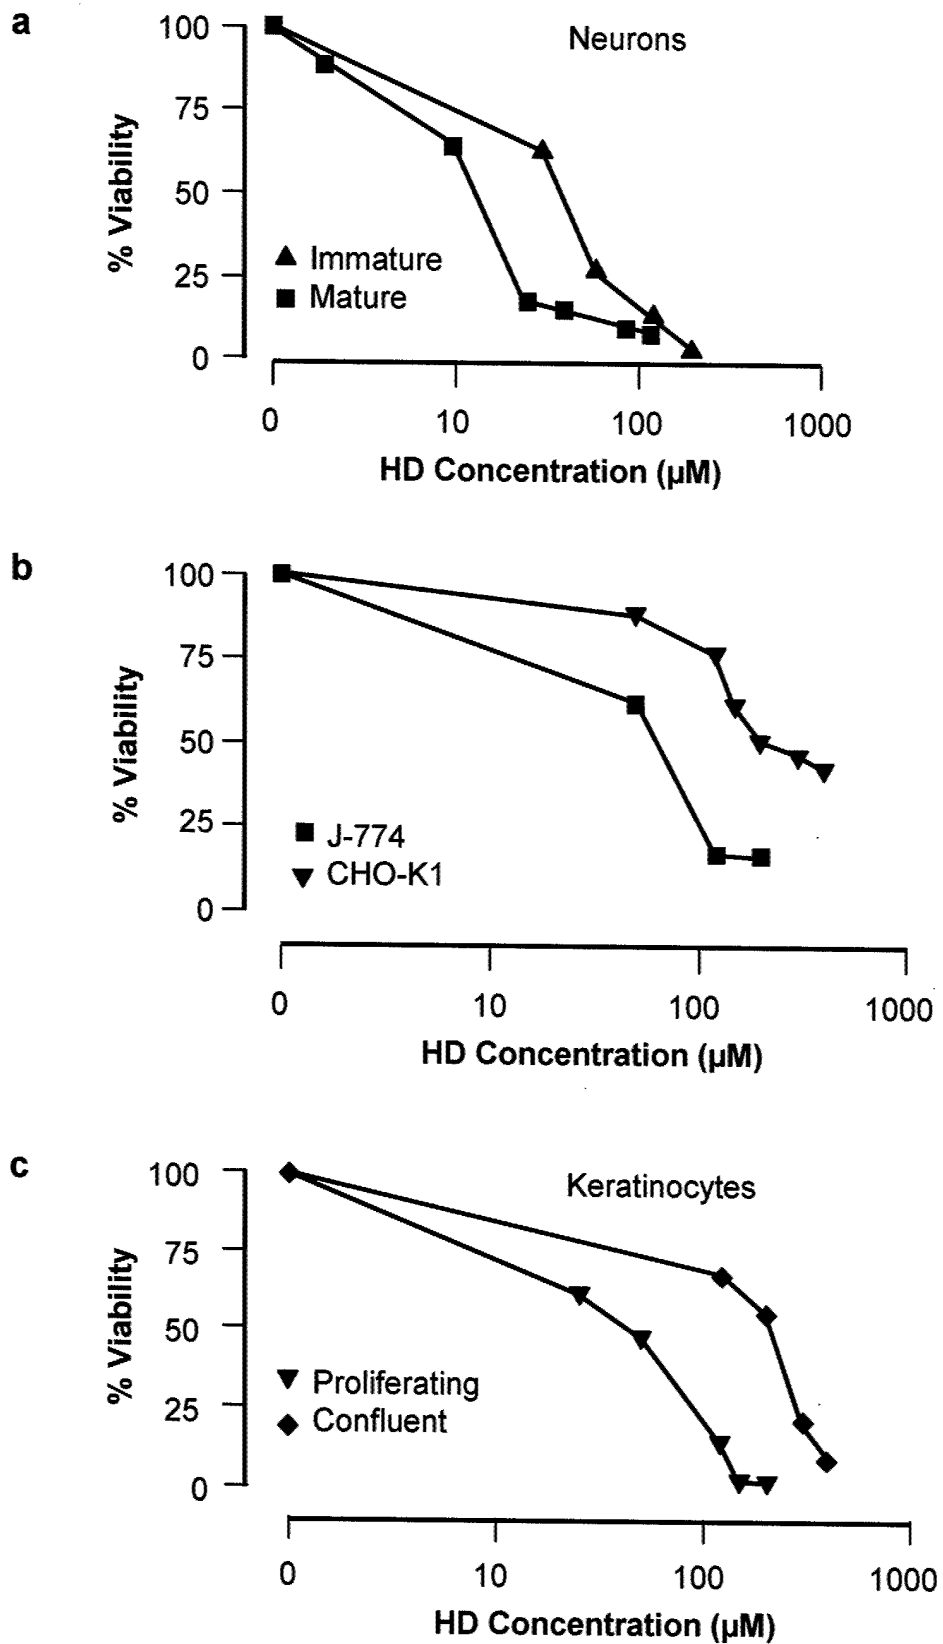 a
100
75
50
25
0
% Viability
Neurons
Immature
Mature
0 10 100 1000
HD Concentration (µM)
b
100
75
50
25
0
% Viability
J-774
CHO-K1
0 10 100 1000
HD Concentration (µM)
c
100
75
50
25
0
% Viability
Keratinocytes
Proliferating
Confluent
0 10 100 1000
HD Concentration (µM)